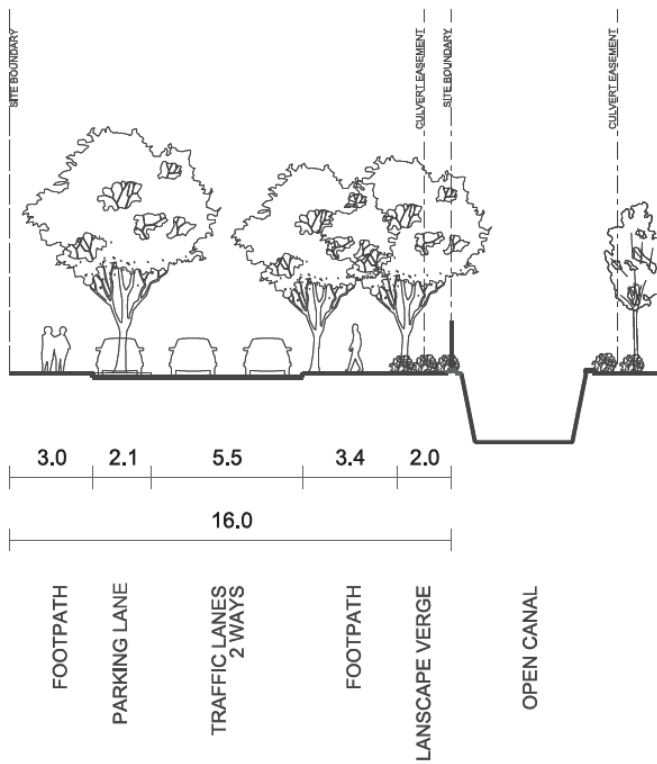 SITE BOUNDARY
CULVERT EASEMENT
SITE BOUNDARY
CULVERT EASEMENT
3.0
2.1
5.5
3.4
2.0
16.0
FOOTPATH
PARKING LANE
TRAFFIC LANES
2 WAYS
FOOTPATH
LANSCAPE VERGE
OPEN CANAL